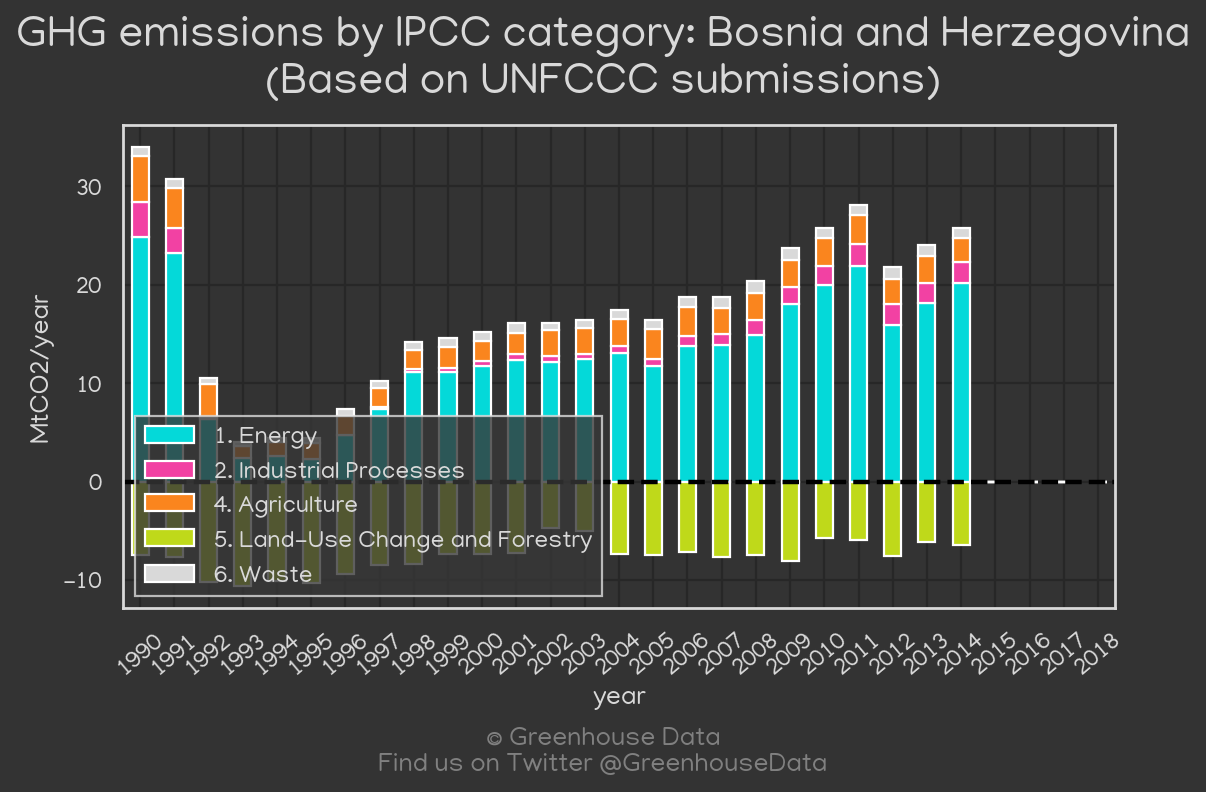 GHG emissions by IPCC category: Bosnia and Herzegovina
(Based on UNFCCC submissions)
MtCO2/year
30
20
10
0
−10
1. Energy
2. Industrial Processes
4. Agriculture
5. Land-Use Change and Forestry
6. Waste
1990 1991 1992 1993 1994 1995 1996 1997 1998 1999 2000 2001 2002 2003 2004 2005 2006 2007 2008 2009 2010 2011 2012 2013 2014 2015 2016 2017 2018
year
© Greenhouse Data
Find us on Twitter @GreenhouseData